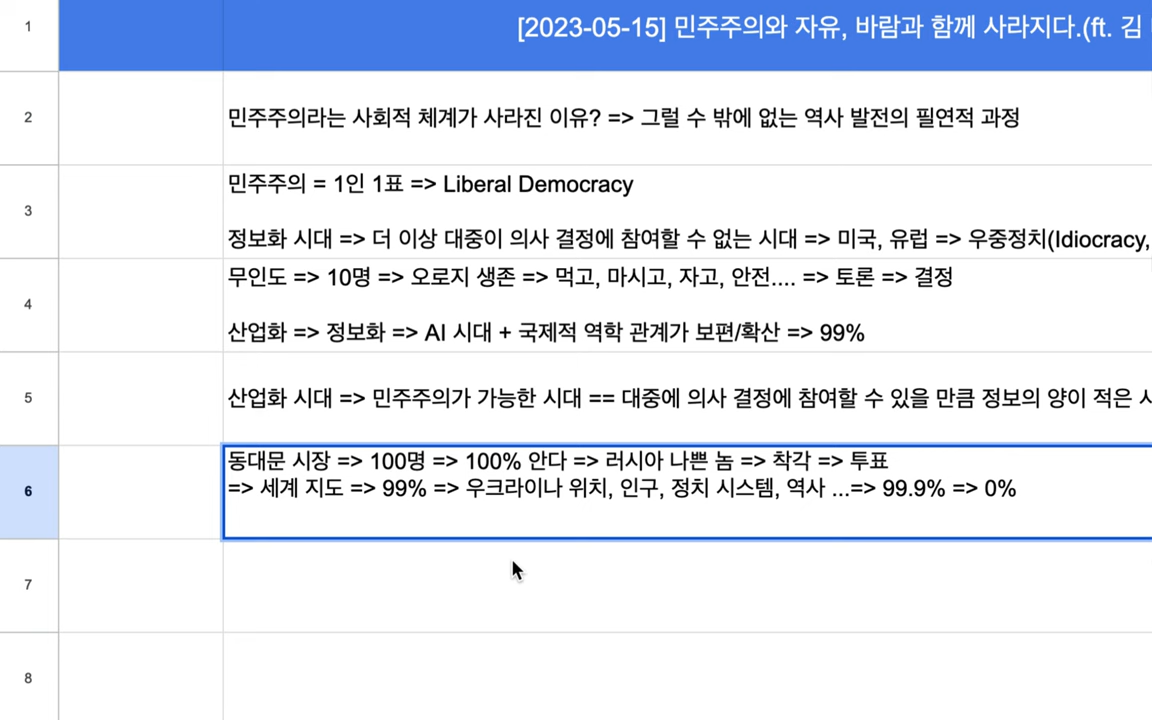 1
[2023-05-15] 민주주의와 자유, 바람과 함께 사라지다.(ft. 김
2
민주주의라는 사회적 체계가 사라진 이유? => 그럴 수 밖에 없는 역사 발전의 필연적 과정
3
민주주의 = 1인 1표 => Liberal Democracy
정보화 시대 => 더 이상 대중이 의사 결정에 참여할 수 없는 시대 => 미국, 유럽 => 우중정치(Idiocracy,
4
무인도 => 10명 => 오로지 생존 => 먹고, 마시고, 자고, 안전.... => 토론 => 결정
산업화 => 정보화 => AI 시대 + 국제적 역학 관계가 보편/확산 => 99%
5
산업화 시대 => 민주주의가 가능한 시대 == 대중에 의사 결정에 참여할 수 있을 만큼 정보의 양이 적은
6
동대문 시장 => 100명 => 100% 안다 => 러시아 나쁜 놈 => 착각 => 투표
=> 세계 지도 => 99% => 우크라이나 위치, 인구, 정치 시스템, 역사 ...=> 99.9% => 0%
7
8